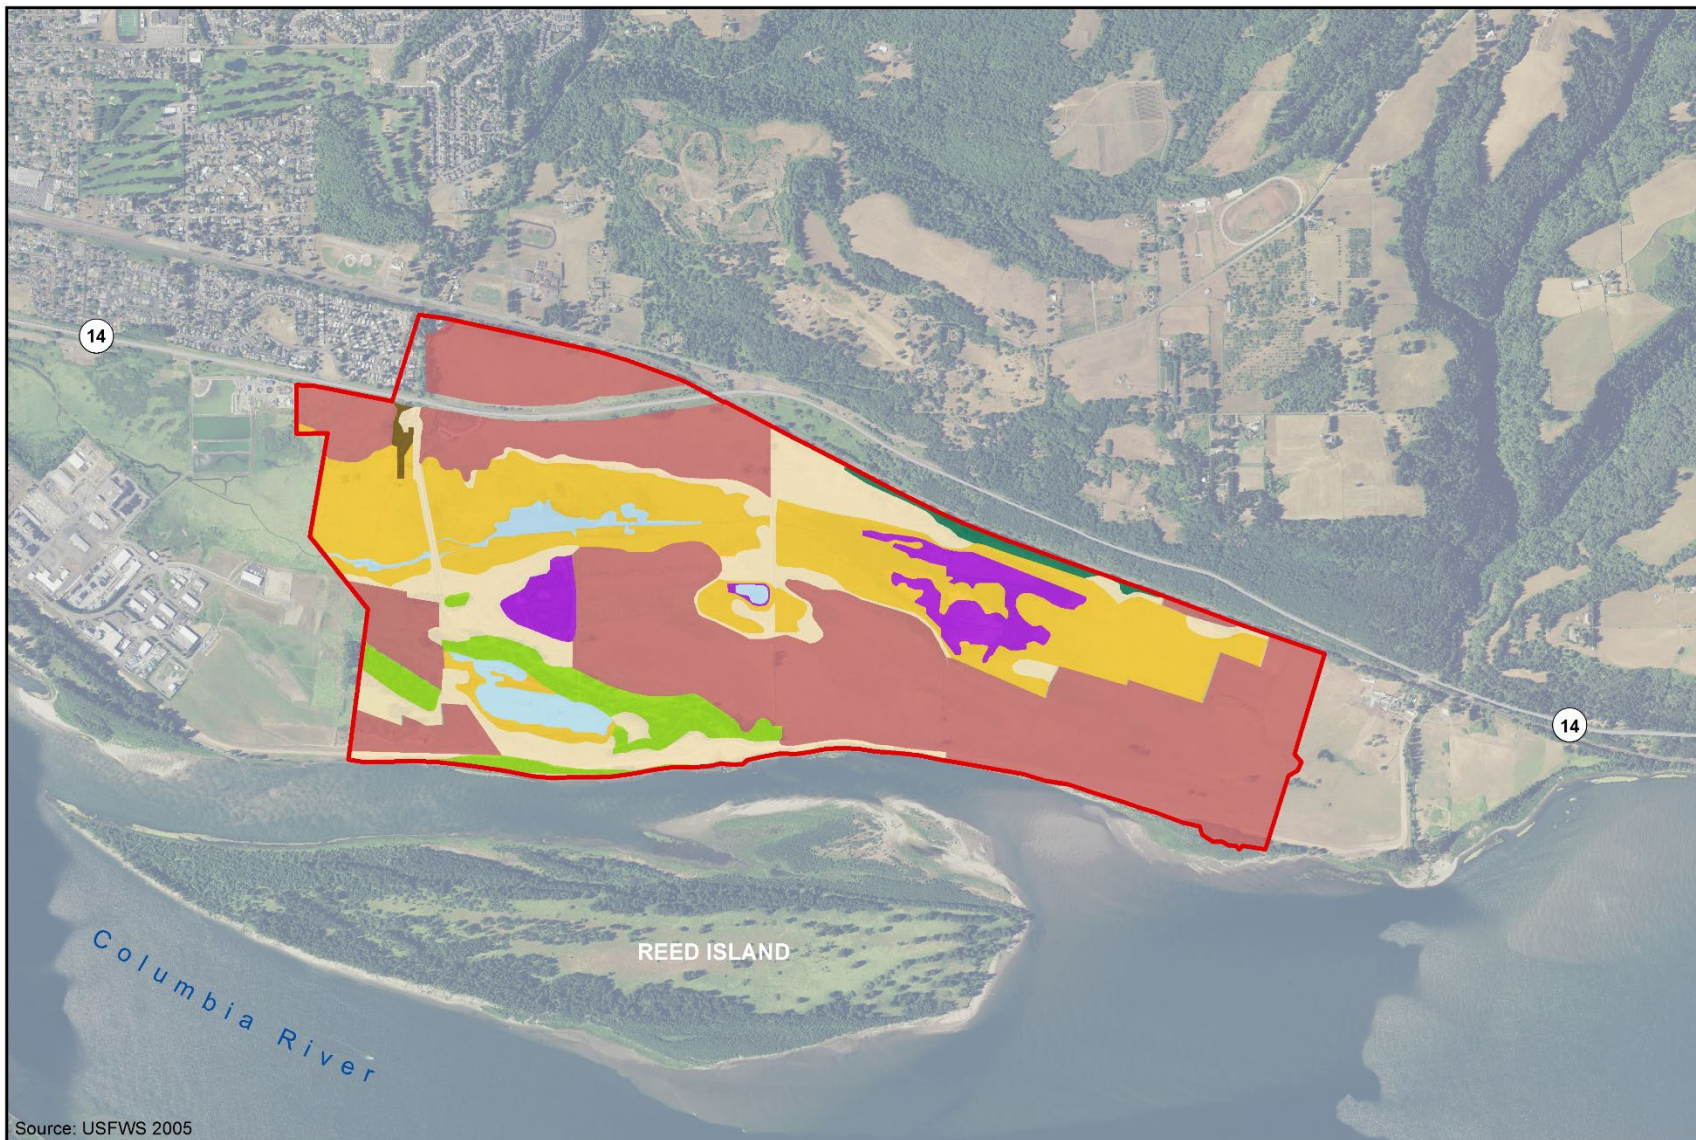 14
14
REED ISLAND
Columbia River
Source: USFWS 2005